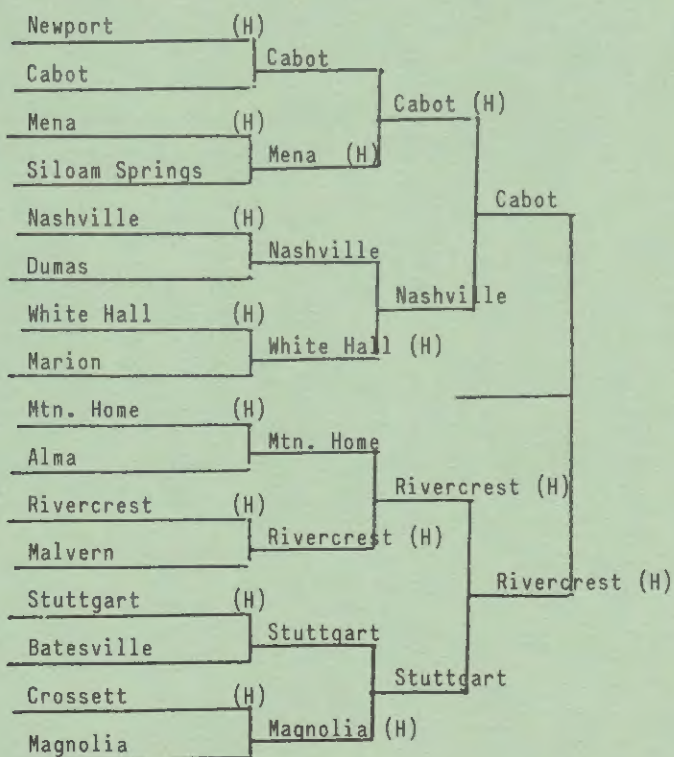 Newport (H)
Cabot
Cabot
Cabot (H)
Mena (H)
Mena (H)
Siloam Springs
Cabot
Nashville (H)
Nashville
Dumas
Nashville
White Hall (H)
White Hall (H)
Marion
Mtn. Home (H)
Mtn. Home
Alma
Rivercrest (H)
Rivercrest (H)
Rivercrest (H)
Malvern
Rivercrest (H)
Stuttgart (H)
Stuttgart
Batesville
Stuttgart
Crossett (H)
Magnolia (H)
Magnolia